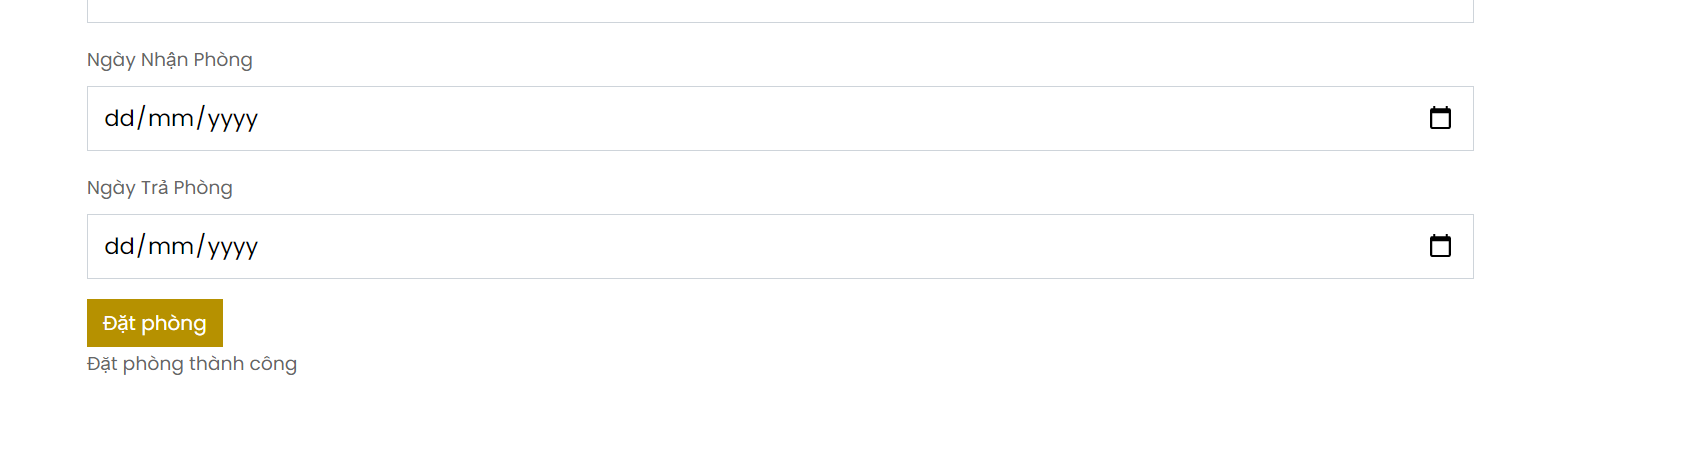 Ngày Nhận Phòng
dd/mm/yyyy
Ngày Trả Phòng
dd/mm/yyyy
Đặt phòng
Đặt phòng thành công